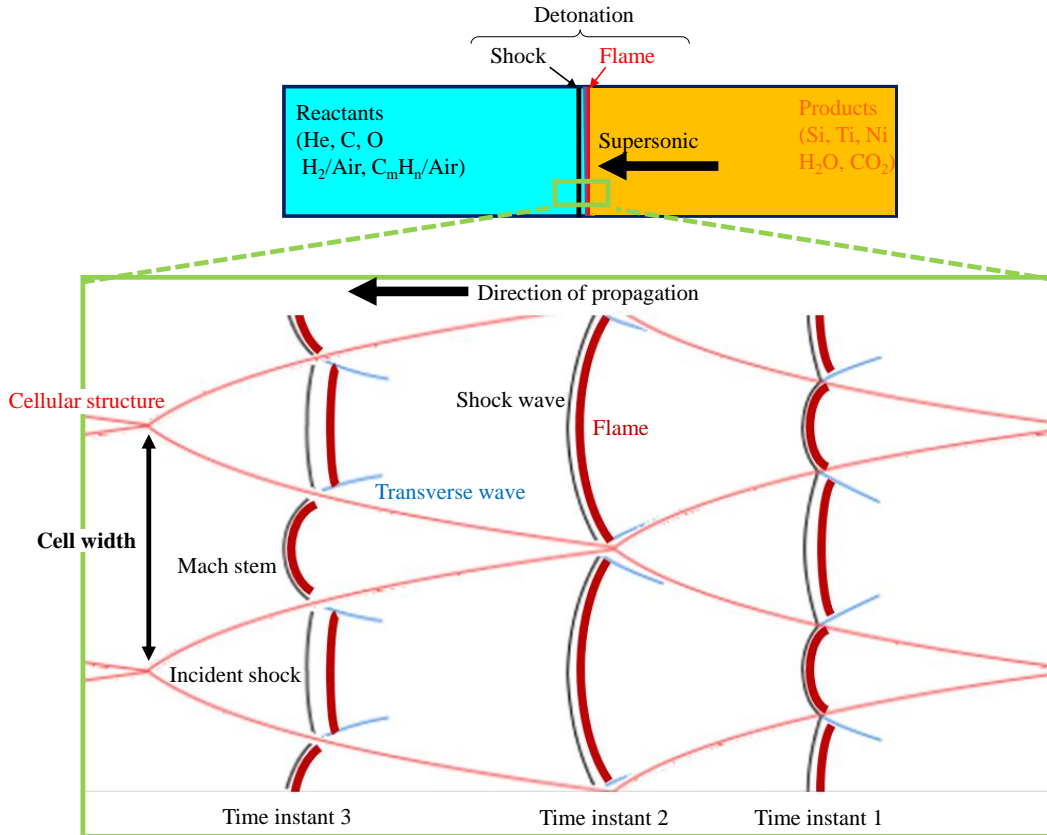 Detonation
Shock
Flame
Reactants
(He, C, O
H₂/Air, CₘHₙ/Air)
Products
(Si, Ti, Ni
H₂O, CO₂)
Supersonic
Direction of propagation
Cellular structure
Shock wave
Flame
Transverse wave
Cell width
Mach stem
Incident shock
Time instant 3
Time instant 2
Time instant 1